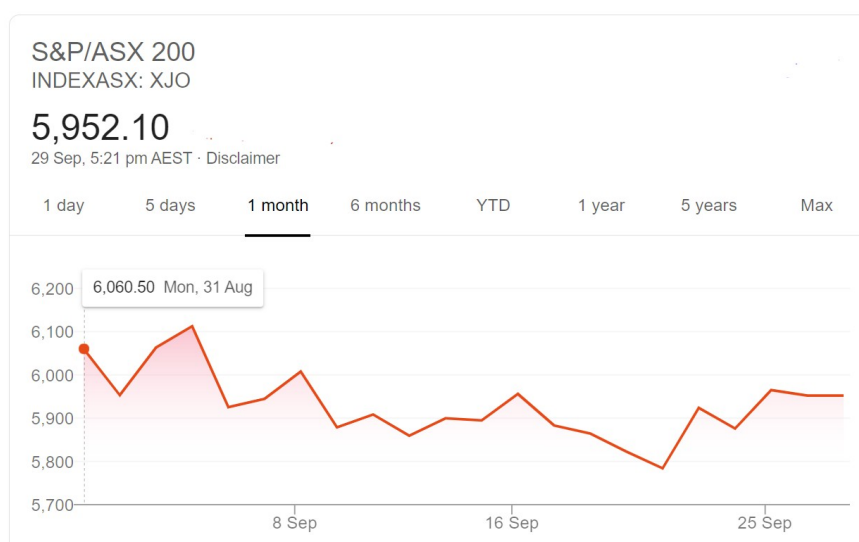 S&P/ASX 200
INDEXASX: XJO
5,952.10
29 Sep, 5:21 pm AEST · Disclaimer
1 day 5 days 1 month 6 months YTD 1 year 5 years Max
6,060.50 Mon, 31 Aug
6,200
6,100
6,000
5,900
5,800
5,700
8 Sep 16 Sep 25 Sep